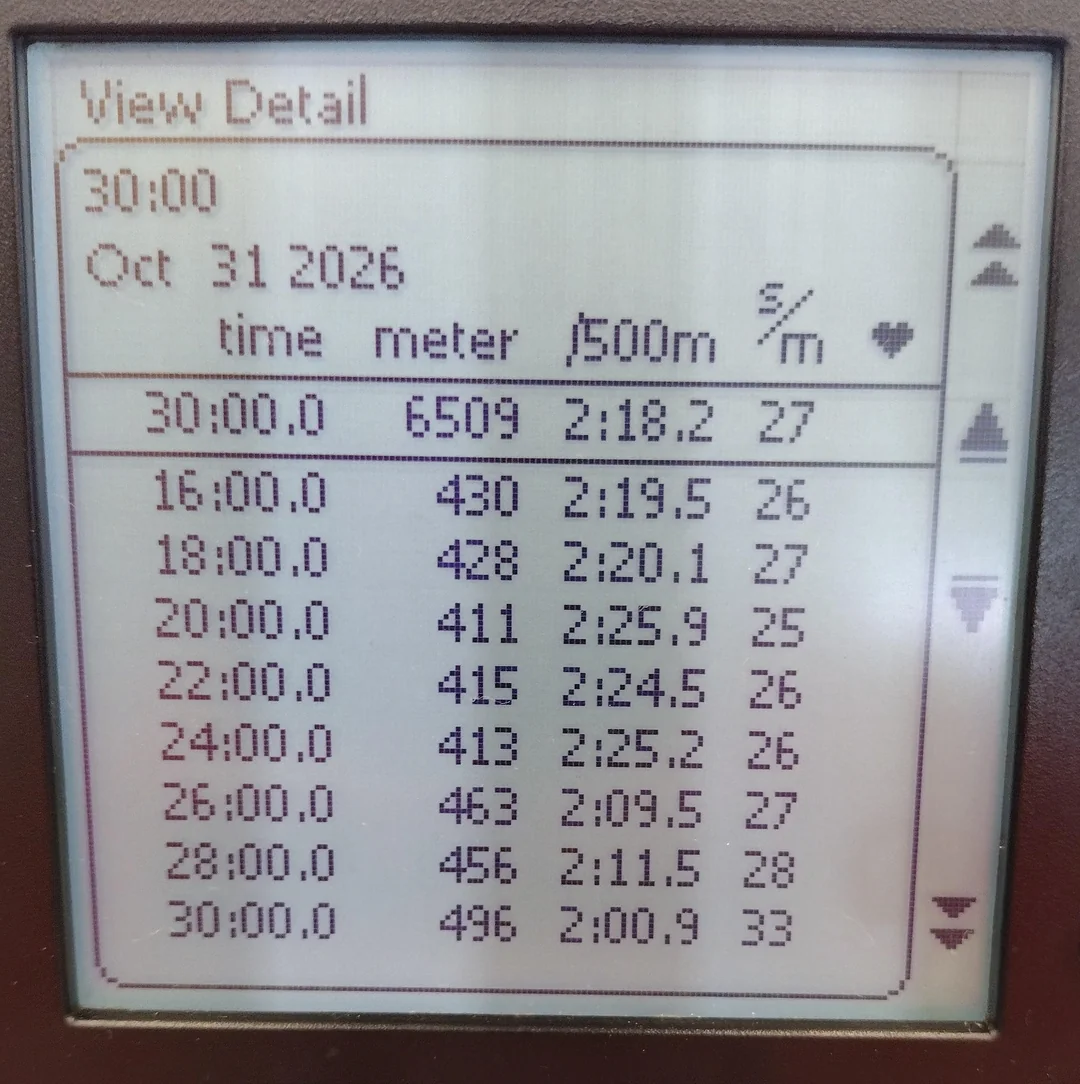 View Detail
30:00
Oct 31 2026
time meter /500m s/m ♥
30:00.0 6509 2:18.2 27
16:00.0 430 2:19.5 26
18:00.0 428 2:20.1 27
20:00.0 411 2:25.9 25
22:00.0 415 2:24.5 26
24:00.0 413 2:25.2 26
26:00.0 463 2:09.5 27
28:00.0 456 2:11.5 28
30:00.0 496 2:00.9 33